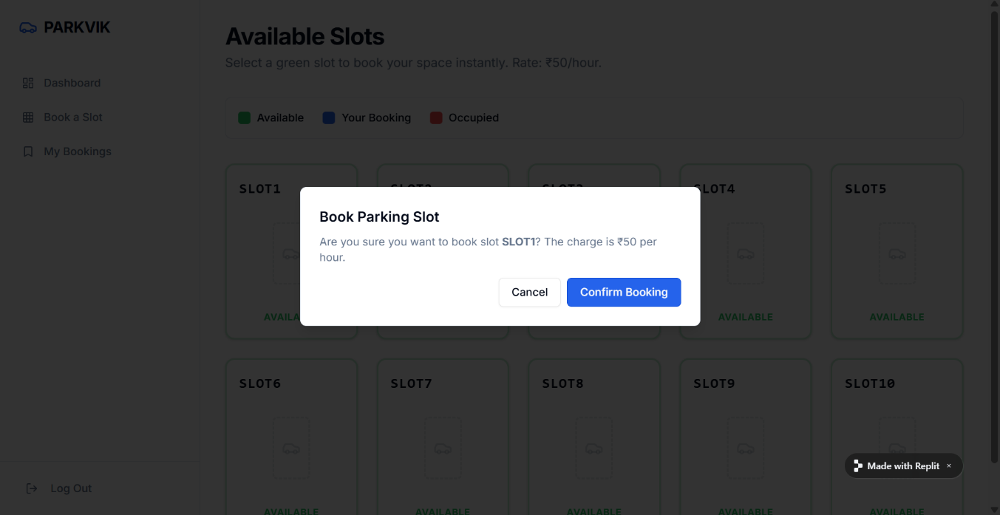 PARKVIK
Dashboard
Book a Slot
My Bookings
Log Out
Available Slots
Select a green slot to book your space instantly. Rate: ₹50/hour.
Available
Your Booking
Occupied
SLOT1
SLOT4
SLOT5
Book Parking Slot
Are you sure you want to book slot SLOT1? The charge is ₹50 per
hour.
Cancel
Confirm Booking
AVAILA
AVAILABLE
AVAILABLE
SLOT6
SLOT7
SLOT8
SLOT9
SLOT10
Made with Replit ×
AVAILABLE
AVAILABLE
AVAILABLE
AVAILABLE
AVAILABLE